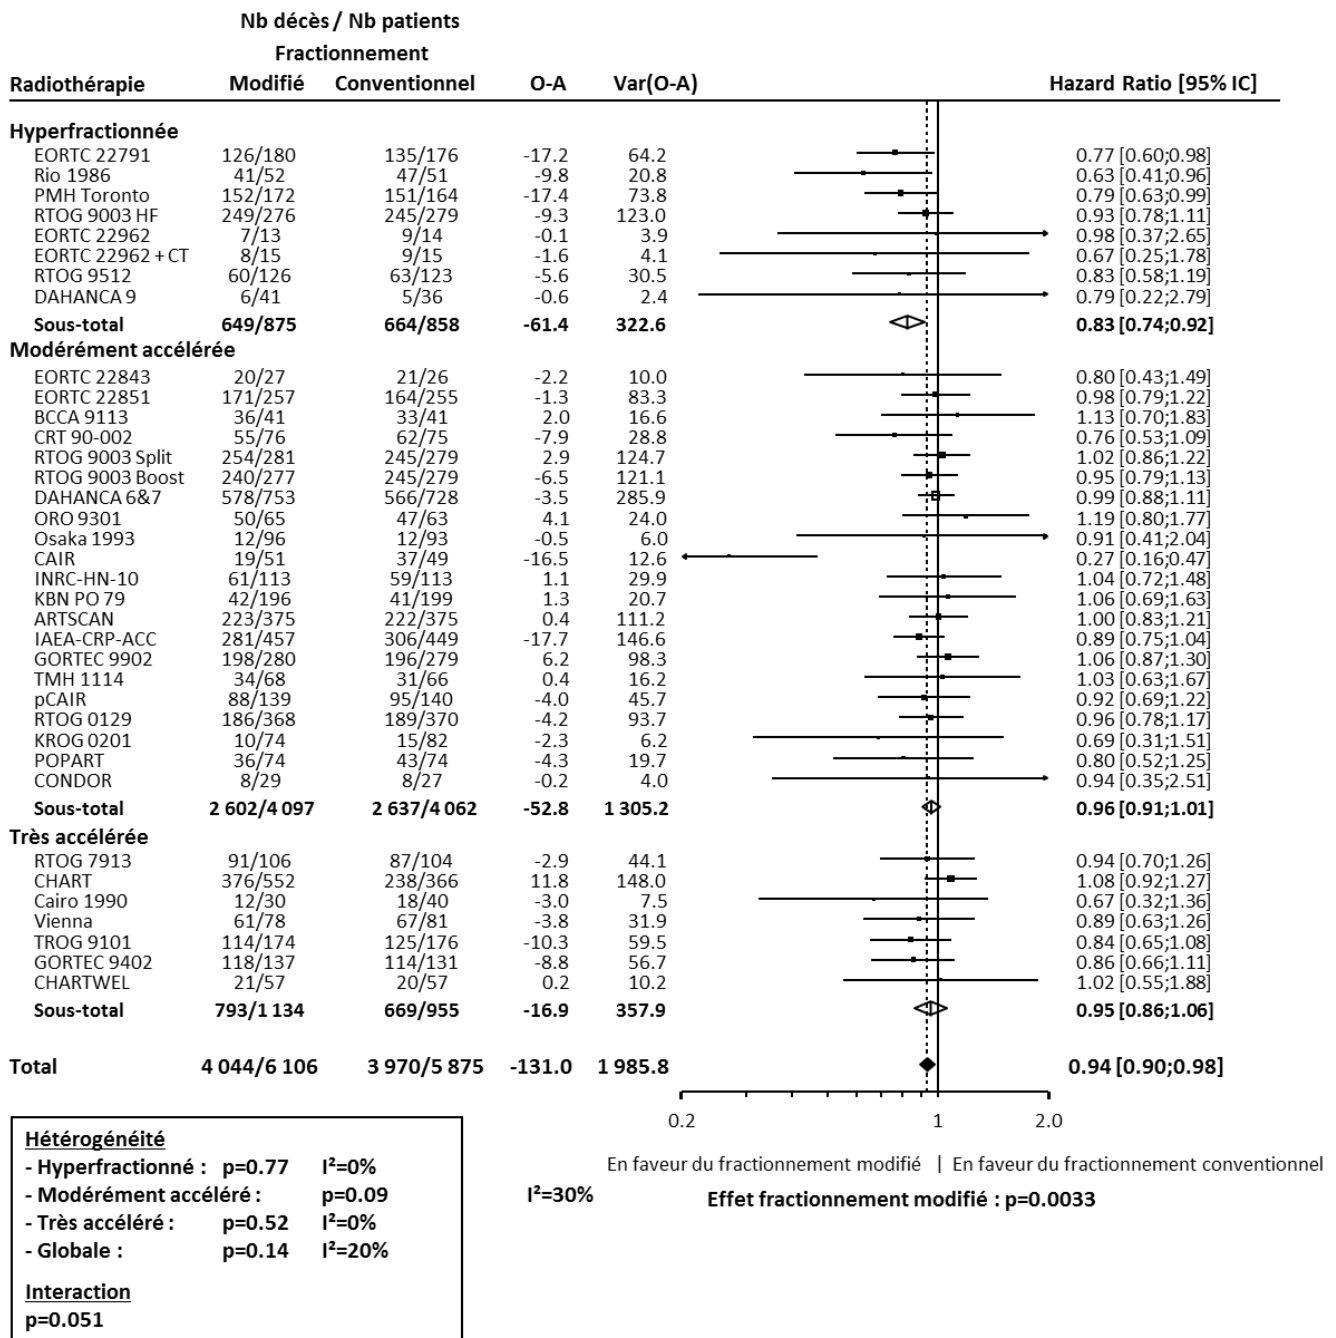 Nb décès / Nb patients
Fractionnement
Radiothérapie Modifié Conventionnel O-A Var(O-A) Hazard Ratio [95% IC]
Hyperfractionnée
EORTC 22791 126/180 135/176 -17.2 64.2 0.77 [0.60;0.98]
Rio 1986 41/52 47/51 -9.8 20.8 0.63 [0.41;0.96]
PMH Toronto 152/172 151/164 -17.4 73.8 0.79 [0.63;0.99]
RTOG 9003 HF 249/276 245/279 -9.3 123.0 0.93 [0.78;1.11]
EORTC 22962 7/13 9/14 -0.1 3.9 0.98 [0.37;2.65]
EORTC 22962 + CT 8/15 9/15 -1.6 4.1 0.67 [0.25;1.78]
RTOG 9512 60/126 63/123 -5.6 30.5 0.83 [0.58;1.19]
DAHANCA 9 6/41 5/36 -0.6 2.4 0.79 [0.22;2.79]
Sous-total 649/875 664/858 -61.4 322.6 0.83 [0.74;0.92]
Modérément accélérée
EORTC 22843 20/27 21/26 -2.2 10.0 0.80 [0.43;1.49]
EORTC 22851 171/257 164/255 -1.3 83.3 0.98 [0.79;1.22]
BCCA 9113 36/41 33/41 2.0 16.6 1.13 [0.70;1.83]
CRT 90-002 55/76 62/75 -7.9 28.8 0.76 [0.53;1.09]
RTOG 9003 Split 254/281 245/279 2.9 124.7 1.02 [0.86;1.22]
RTOG 9003 Boost 240/277 245/279 -6.5 121.1 0.95 [0.79;1.13]
DAHANCA 6&7 578/753 566/728 -3.5 285.9 0.99 [0.88;1.11]
ORO 9301 50/65 47/63 4.1 24.0 1.19 [0.80;1.77]
Osaka 1993 12/96 12/93 -0.5 6.0 0.91 [0.41;2.04]
CAIR 19/51 37/49 -16.5 12.6 0.27 [0.16;0.47]
INRC-HN-10 61/113 59/113 1.1 29.9 1.04 [0.72;1.48]
KBN PO 79 42/196 41/199 1.3 20.7 1.06 [0.69;1.63]
ARTSCAN 223/375 222/375 0.4 111.2 1.00 [0.83;1.21]
IAEA-CRP-ACC 281/457 306/449 -17.7 146.6 0.89 [0.75;1.04]
GORTEC 9902 198/280 196/279 6.2 98.3 1.06 [0.87;1.30]
TMH 1114 34/68 31/66 0.4 16.2 1.03 [0.63;1.67]
pCAIR 88/139 95/140 -4.0 45.7 0.92 [0.69;1.22]
RTOG 0129 186/368 189/370 -4.2 93.7 0.96 [0.78;1.17]
KROG 0201 10/74 15/82 -2.3 6.2 0.69 [0.31;1.51]
POPART 36/74 43/74 -4.3 19.7 0.80 [0.52;1.25]
CONDOR 8/29 8/27 -0.2 4.0 0.94 [0.35;2.51]
Sous-total 2 602/4 097 2 637/4 062 -52.8 1 305.2 0.96 [0.91;1.01]
Très accélérée
RTOG 7913 91/106 87/104 -2.9 44.1 0.94 [0.70;1.26]
CHART 376/552 238/366 11.8 148.0 1.08 [0.92;1.27]
Cairo 1990 12/30 18/40 -3.0 7.5 0.67 [0.32;1.36]
Vienna 61/78 67/81 -3.8 31.9 0.89 [0.63;1.26]
TROG 9101 114/174 125/176 -10.3 59.5 0.84 [0.65;1.08]
GORTEC 9402 118/137 114/131 -8.8 56.7 0.86 [0.66;1.11]
CHARTWEL 21/57 20/57 0.2 10.2 1.02 [0.55;1.88]
Sous-total 793/1 134 669/955 -16.9 357.9 0.95 [0.86;1.06]
Total 4 044/6 106 3 970/5 875 -131.0 1 985.8 0.94 [0.90;0.98]
0.2 1 2.0
En faveur du fractionnement modifié | En faveur du fractionnement conventionnel
Effet fractionnement modifié : p=0.0033
Hétérogénéité
- Hyperfractionné : p=0.77 I²=0%
- Modérément accéléré : p=0.09 I²=30%
- Très accéléré : p=0.52 I²=0%
- Globale : p=0.14 I²=20%
Interaction
p=0.051